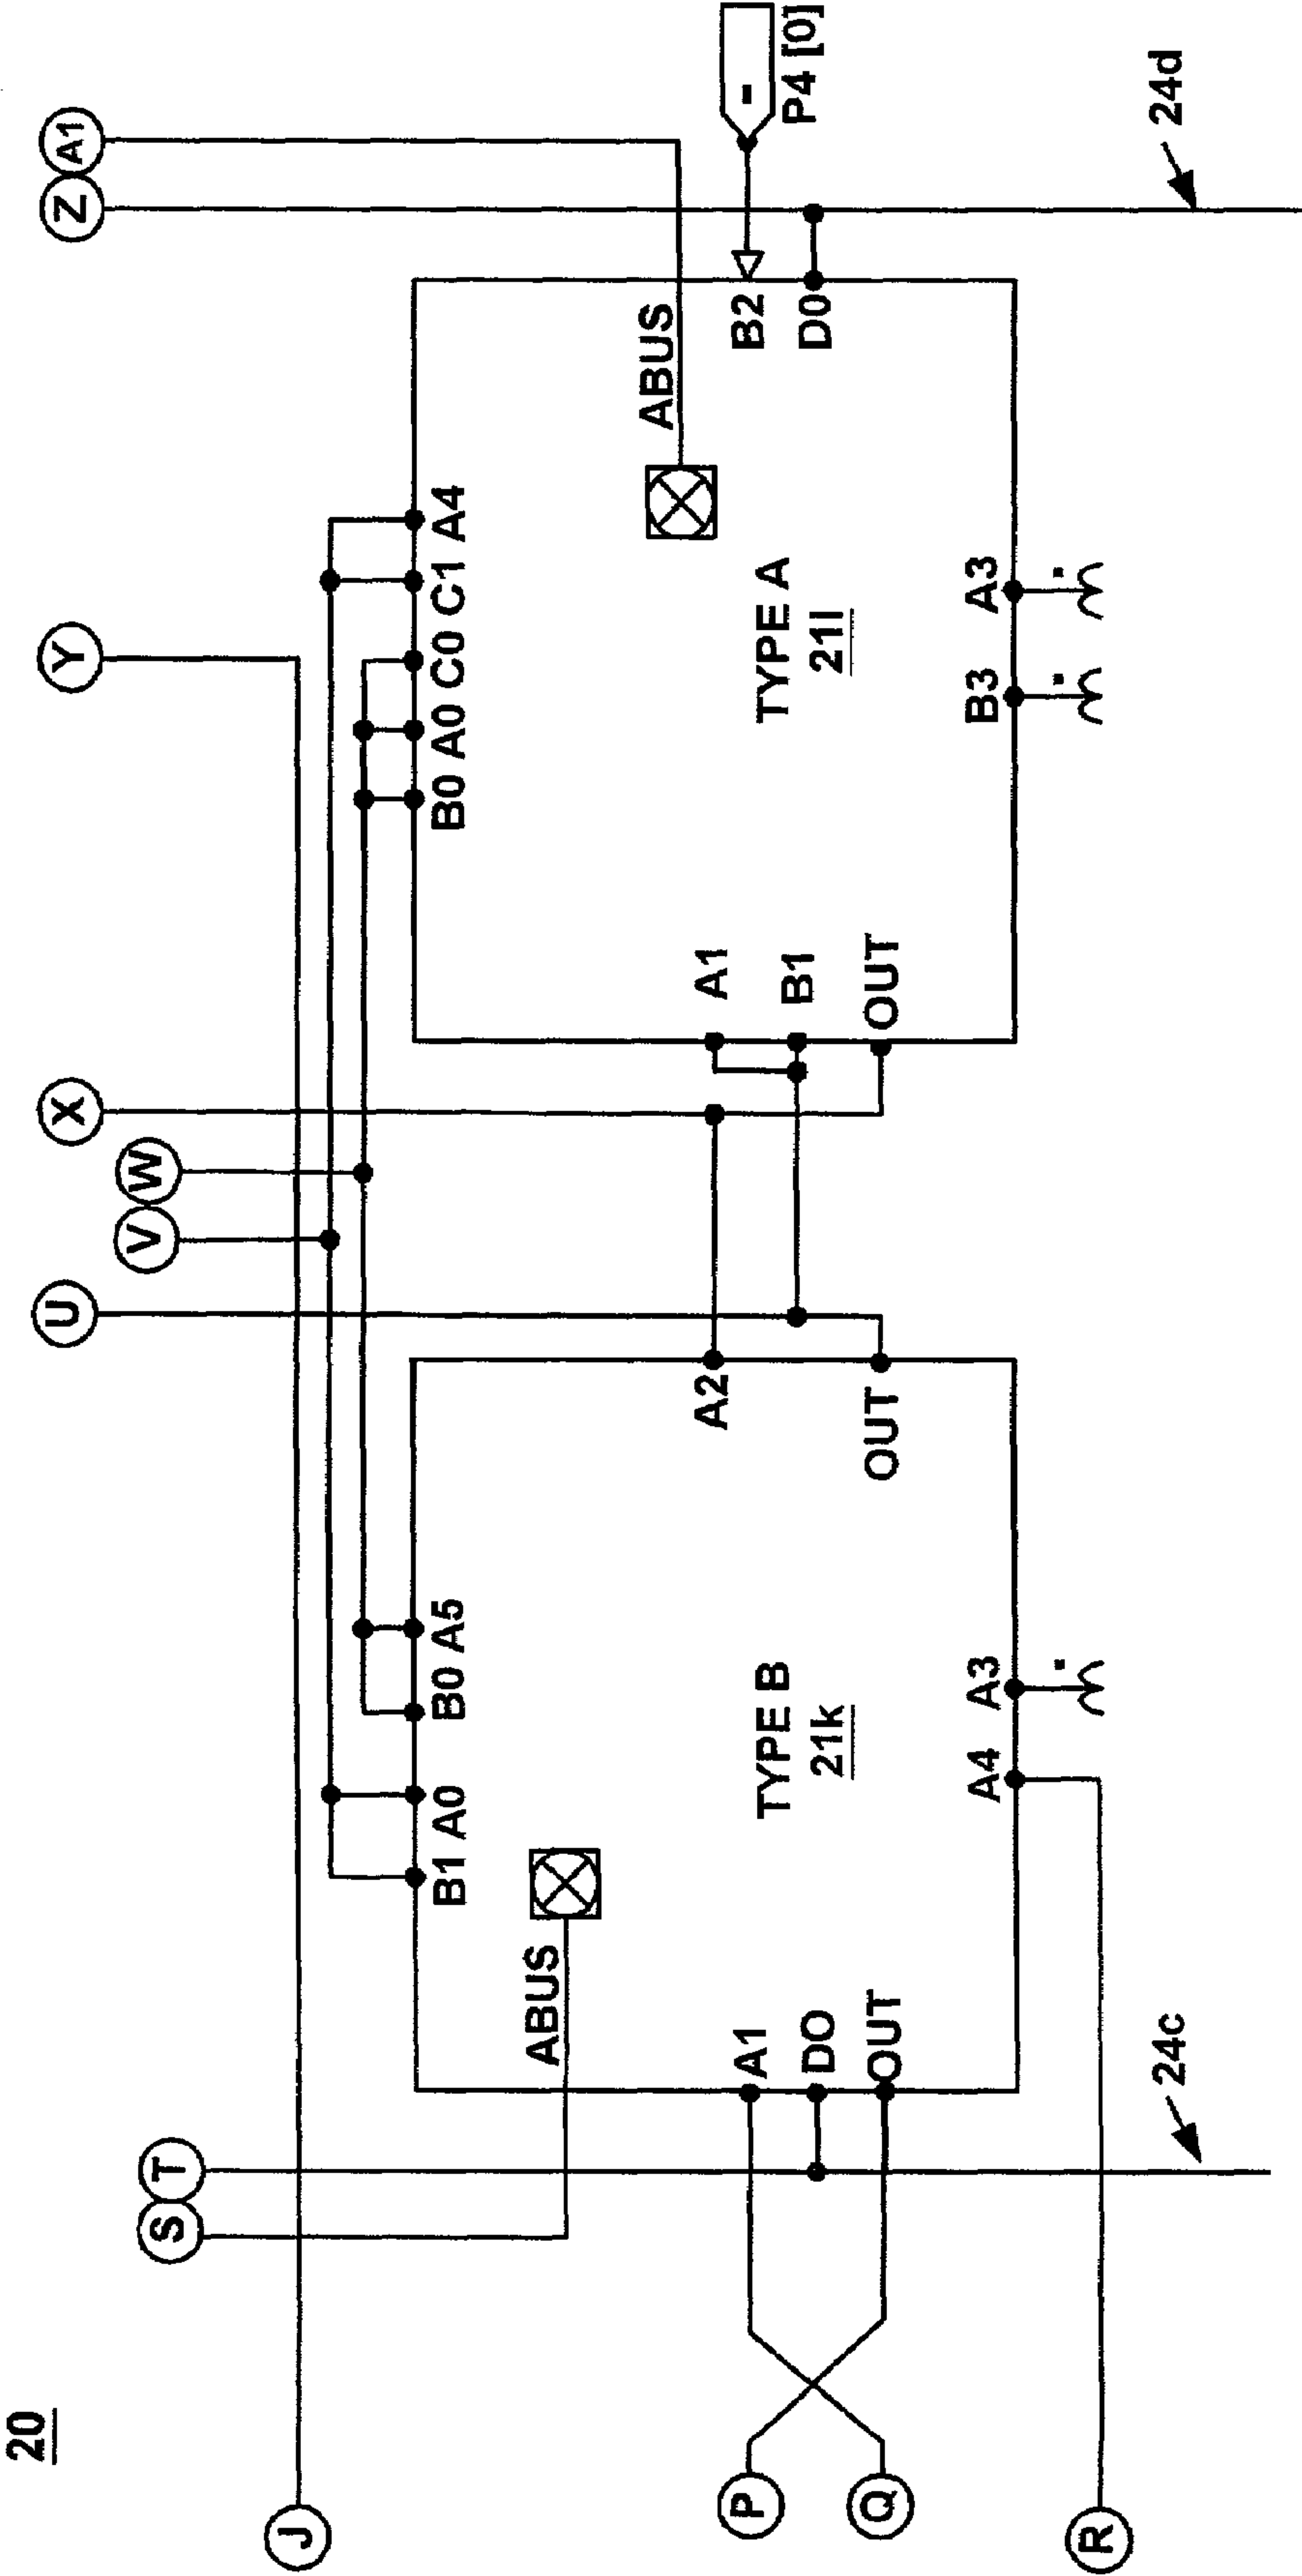 20
J
Y
S T
U
V W
X
Z A1
B1 A0 B0 A5
ABUS
A1
DO
OUT
TYPE B
21k
A2
OUT
A4 A3
B0 A0 C0 C1 A4
A1
B1
OUT
TYPE A
21l
ABUS
B2
D0
B3 A3
P4 [0]
P
Q
R
24c
24d